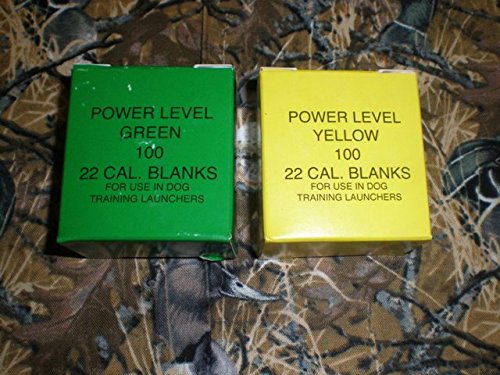 POWER LEVEL
GREEN
100
22 CAL. BLANKS
FOR USE IN DOG
TRAINING LAUNCHERS
POWER LEVEL
YELLOW
100
22 CAL. BLANKS
FOR USE IN DOG
TRAINING LAUNCHERS